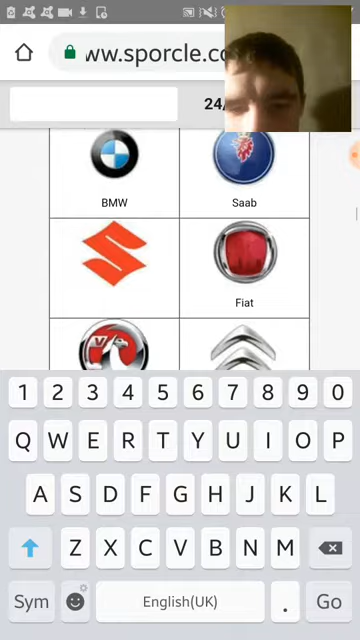 ww.sporcle.c
24/
BMW
Saab
Fiat
V
1 2 3 4 5 6 7 8 9 0
Q W E R T Y U I O P
A S D F G H J K L
Z X C V B N M
Sym English(UK) . Go